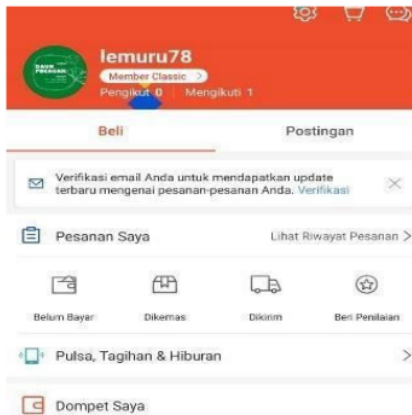 lemuru78
Member Classic >
Pengikut 0 | Mengikuti 1
Beli
Postingan
Verifikasi email Anda untuk mendapatkan update
terbaru mengenai pesanan-pesanan Anda. Verifikasi
Pesanan Saya
Lihat Riwayat Pesanan >
Belum Bayar
Dikemas
Dikirim
Beri Penilaian
Pulsa, Tagihan & Hiburan >
Dompet Saya